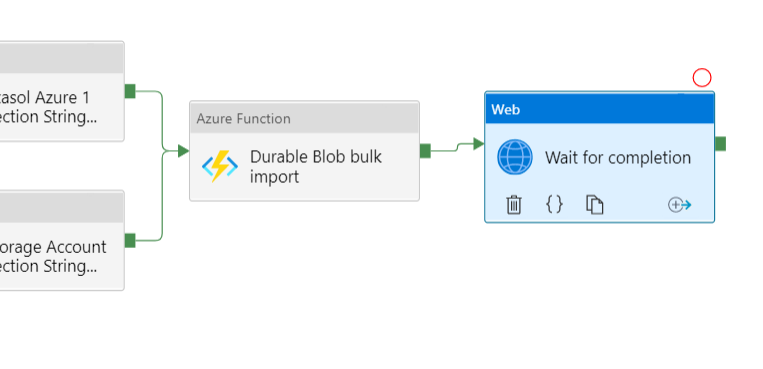 asol Azure 1
ection String...
Azure Function
Durable Blob bulk
import
Web
Wait for completion
orage Account
ection String...